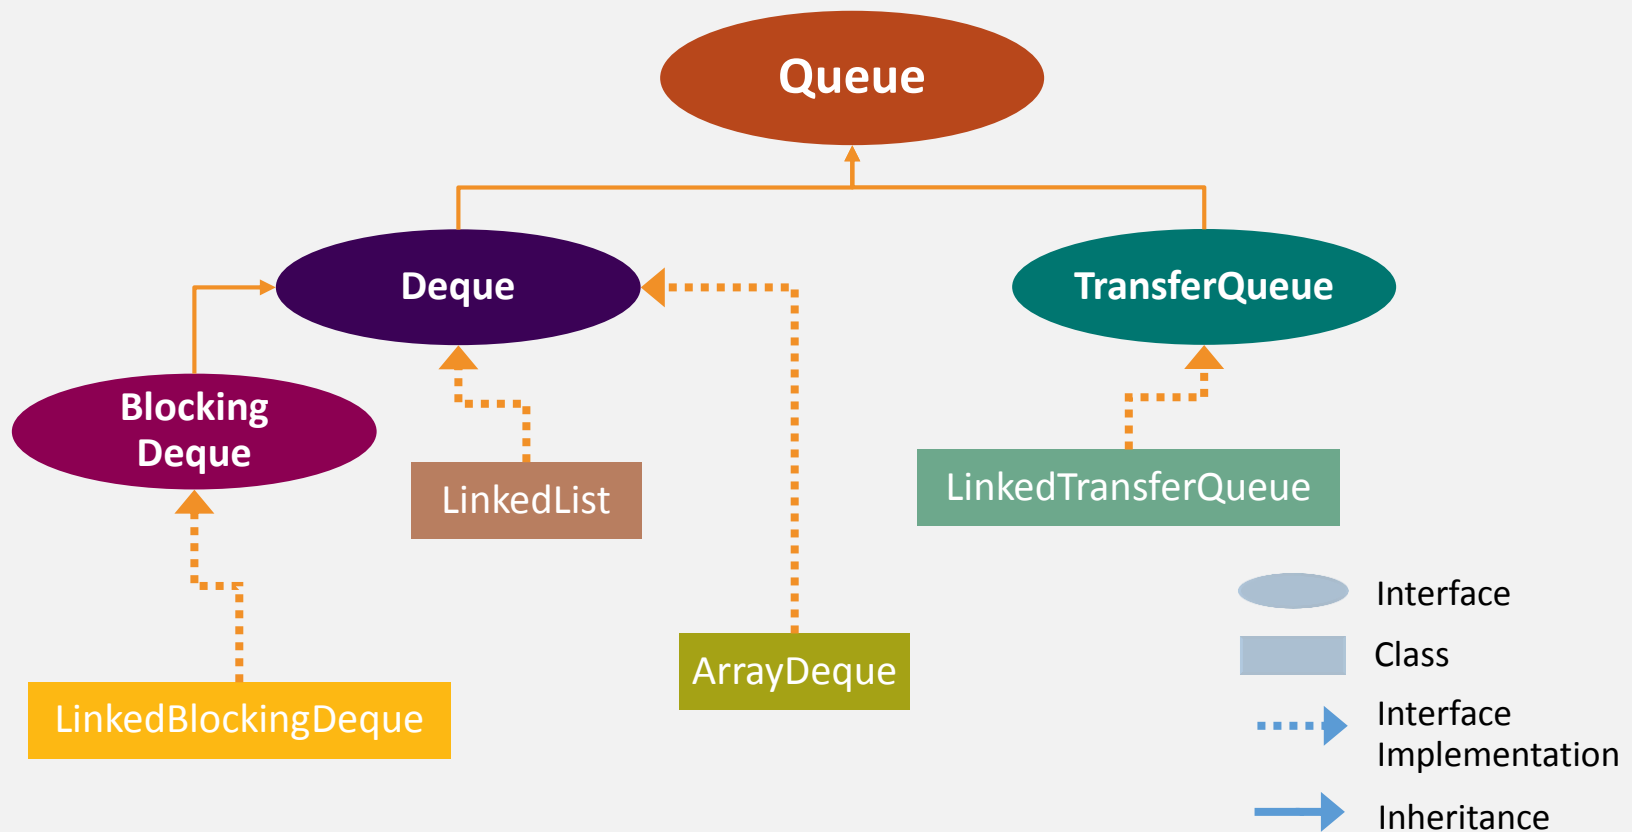 Queue
Deque
TransferQueue
Blocking
Deque
LinkedList
LinkedTransferQueue
ArrayDeque
LinkedBlockingDeque
Interface
Class
Interface
Implementation
Inheritance